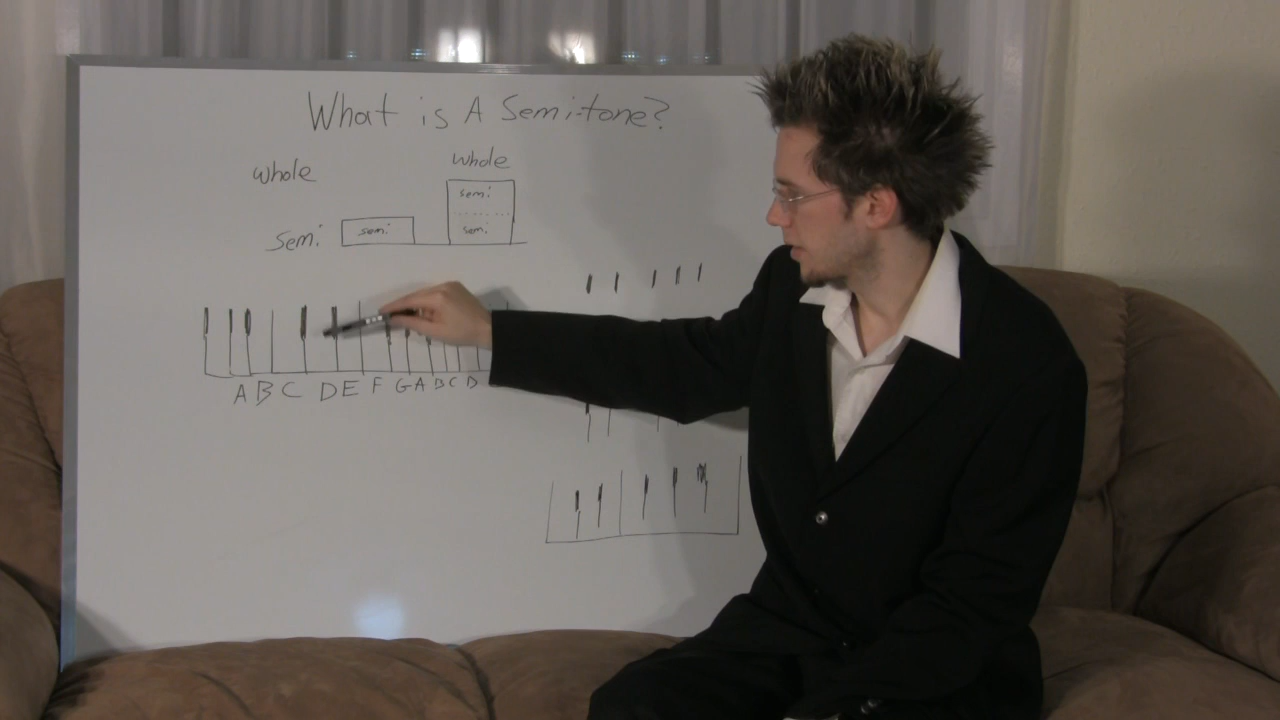 What is A Semi-tone?
whole
whole
semi
semi
semi
semi
A B C D E F G A B C D